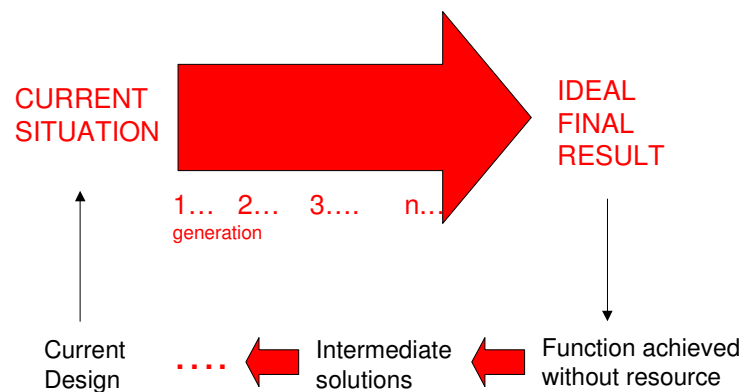 CURRENT
SITUATION
IDEAL
FINAL
RESULT
1... 2... 3.... n...
generation
Current
Design
....
Intermediate
solutions
Function achieved
without resource